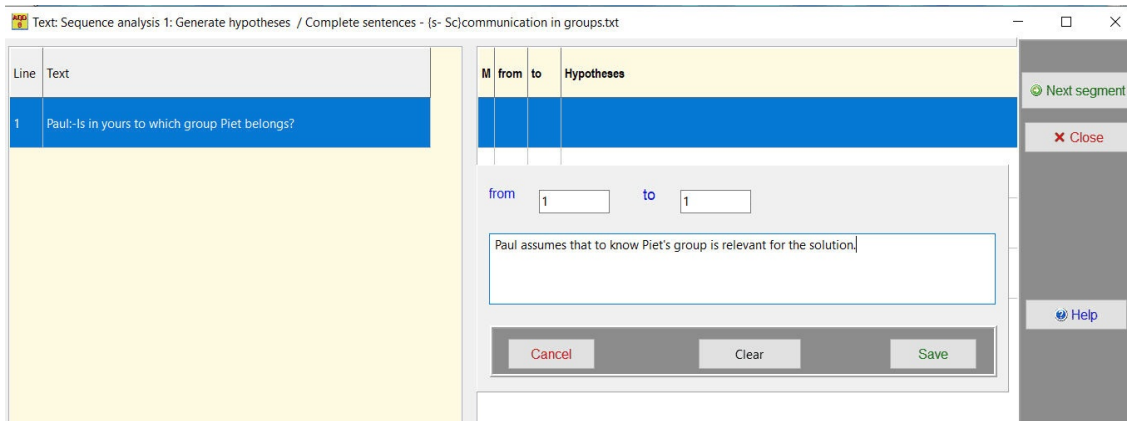 AQUAD 8 Text: Sequence analysis 1: Generate hypotheses / Complete sentences - (s- Sc}communication in groups.txt
Line Text
1 Paul:-Is in yours to which group Piet belongs?
M from to Hypotheses
Next segment
Close
from 1 to 1
Paul assumes that to know Piet's group is relevant for the solution.
Help
Cancel Clear Save